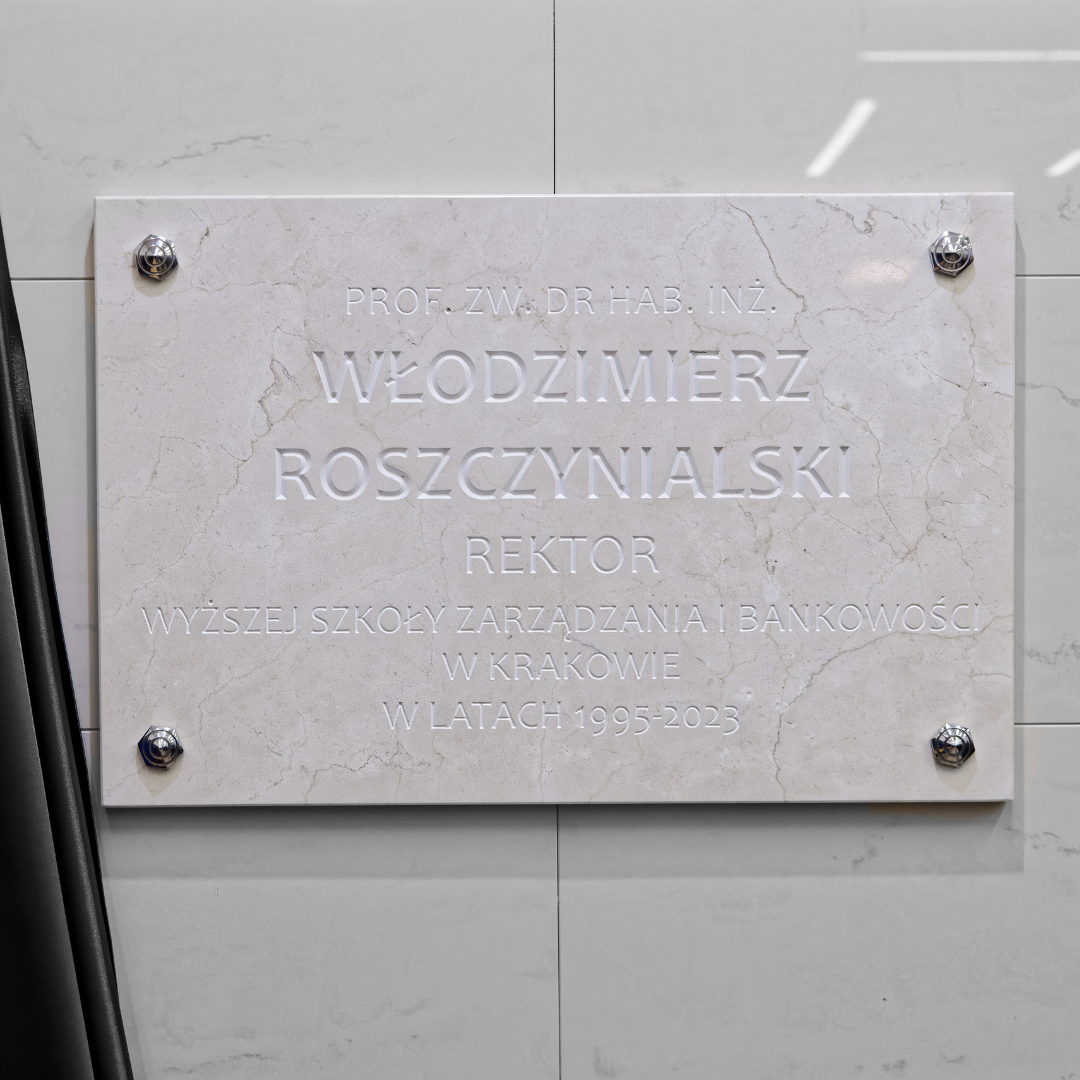 PROF. ZW. DR HAB. INŻ.
WŁODZIMIERZ
ROSZCZYNIALSKI
REKTOR
WYŻSZEJ SZKOŁY ZARZĄDZANIA I BANKOWOŚCI
W KRAKOWIE
W LATACH 1995-2023